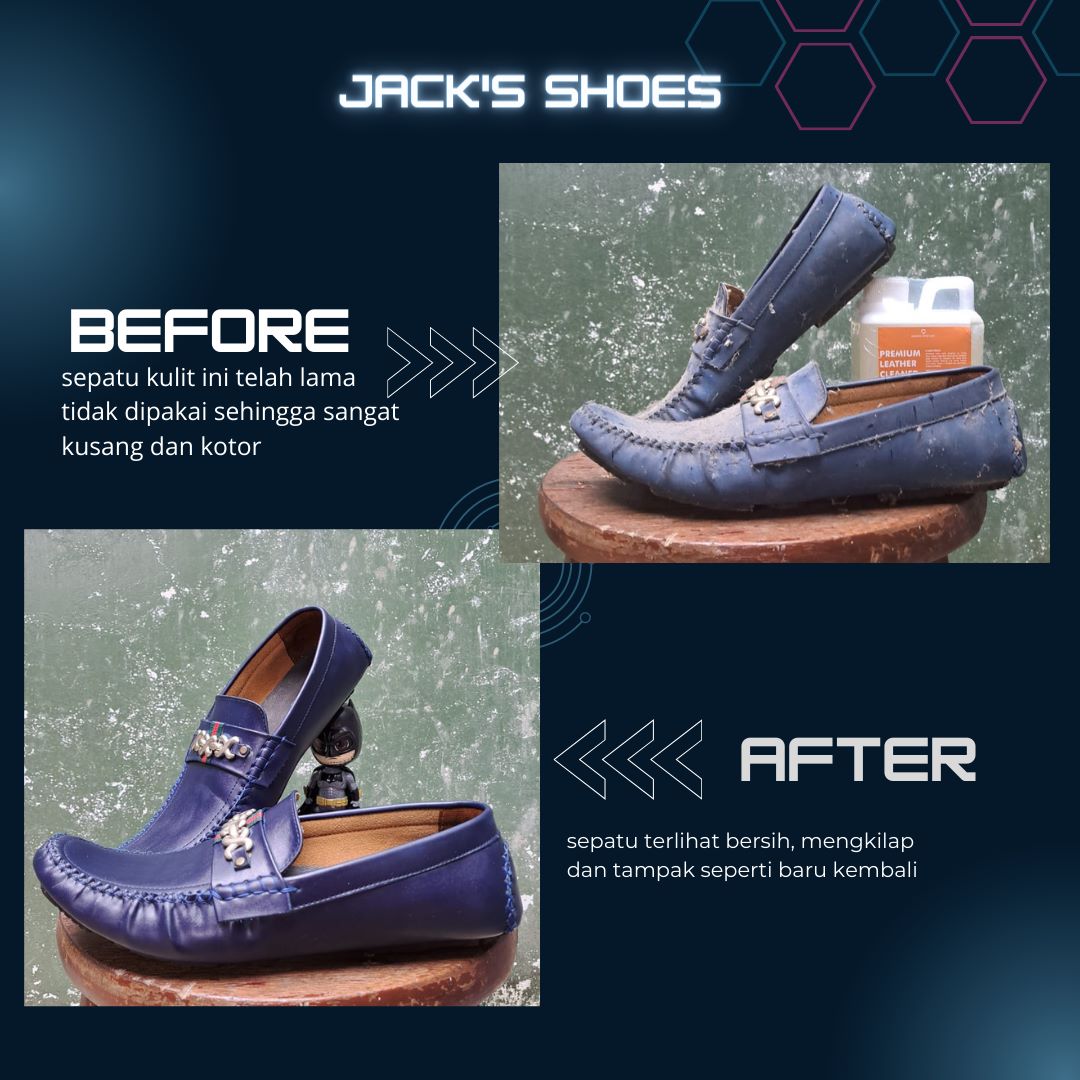 JACK'S SHOES
BEFORE
sepatu kulit ini telah lama
tidak dipakai sehingga sangat
kusang dan kotor
PREMIUM
LEATHER
CLEANER
AFTER
sepatu terlihat bersih, mengkilap
dan tampak seperti baru kembali